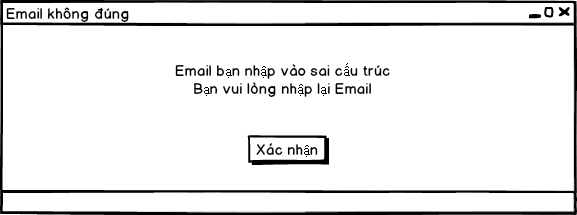 Email không đúng
Email bạn nhập vào sai cấu trúc
Bạn vui lòng nhập lại Email
Xác nhận